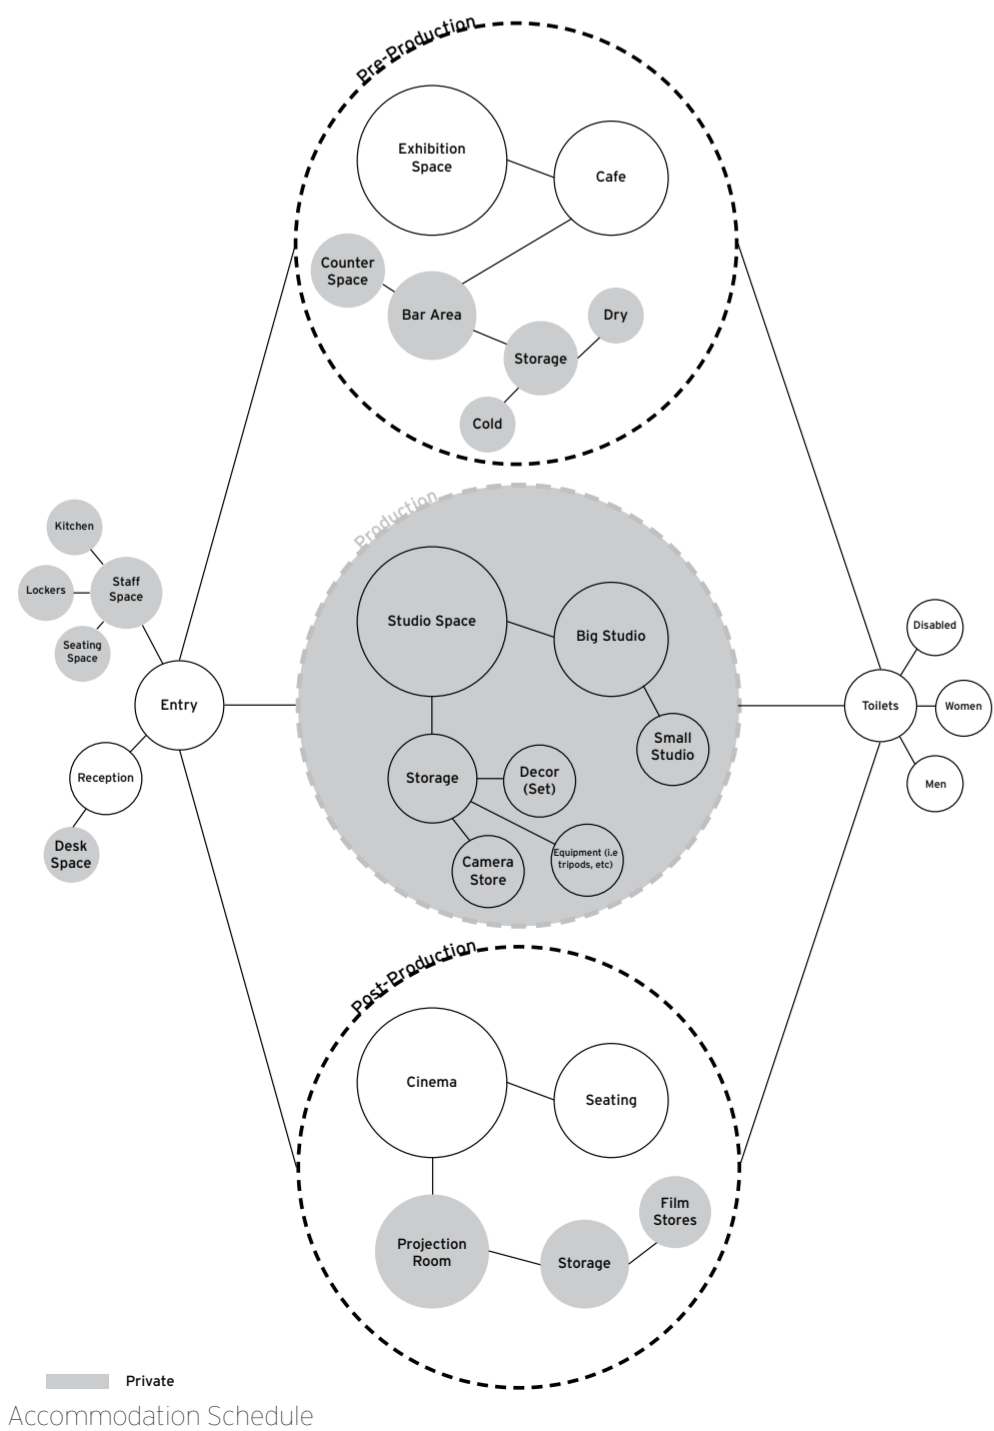 Pre-Production
Exhibition
Space
Cafe
Counter
Space
Bar Area
Dry
Storage
Cold
Production
Kitchen
Lockers
Staff
Space
Seating
Space
Studio Space
Big Studio
Disabled
Entry
Toilets
Women
Small
Studio
Reception
Storage
Decor
(Set)
Men
Desk
Space
Camera
Store
Equipment (i.e
tripods, etc)
Post-Production
Cinema
Seating
Film
Stores
Projection
Room
Storage
Private
Accommodation Schedule